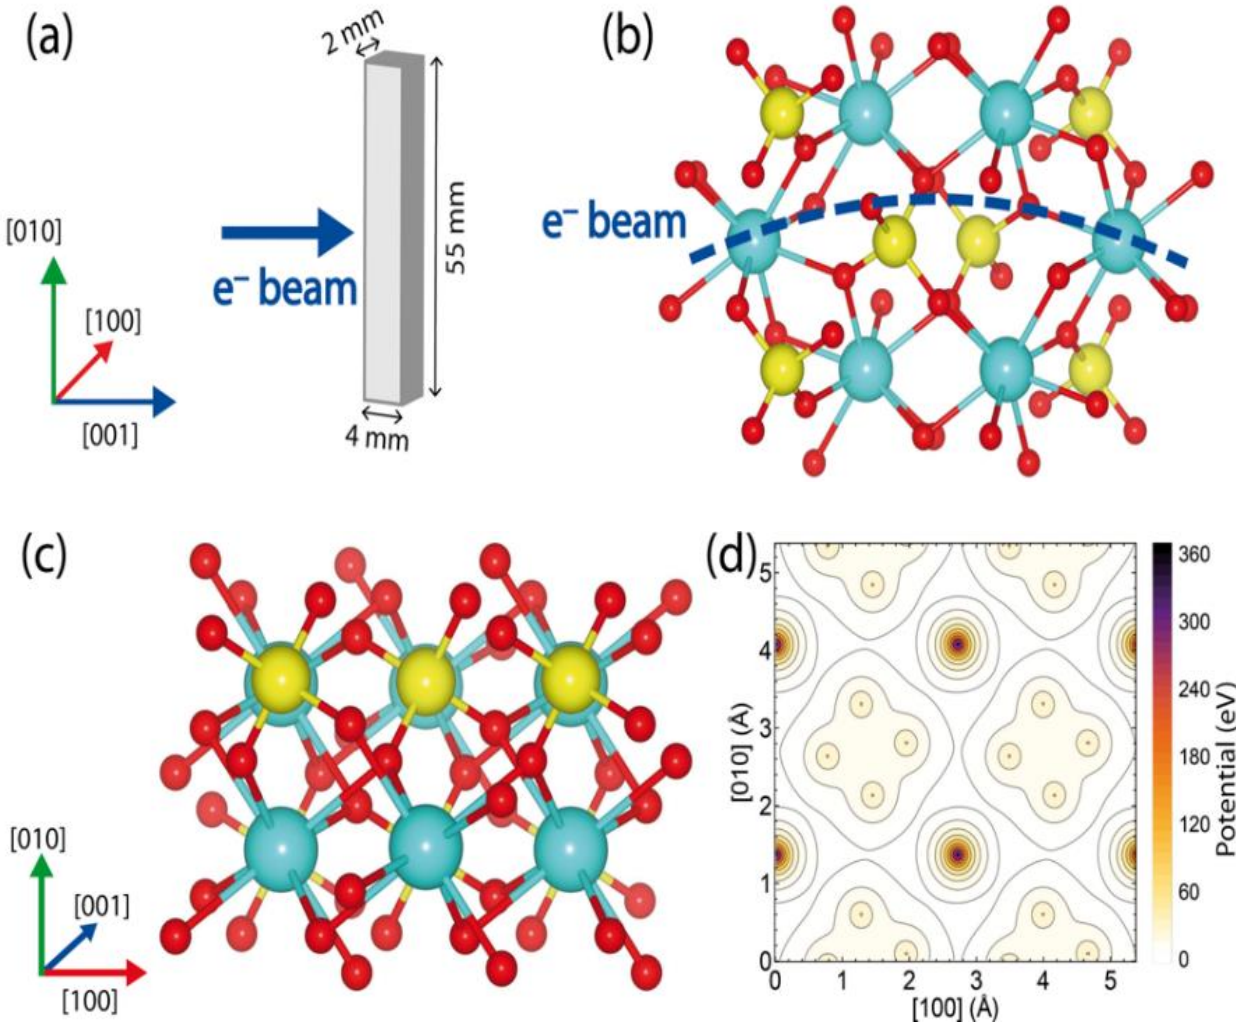 (a)
2 mm
55 mm
4 mm
e⁻ beam
[010]
[100]
[001]
(b)
e⁻ beam
(c)
[010]
[001]
[100]
(d)
5
4
3
2
1
0
[010] (Å)
0 1 2 3 4 5
[100] (Å)
360
300
240
180
120
60
0
Potential (eV)